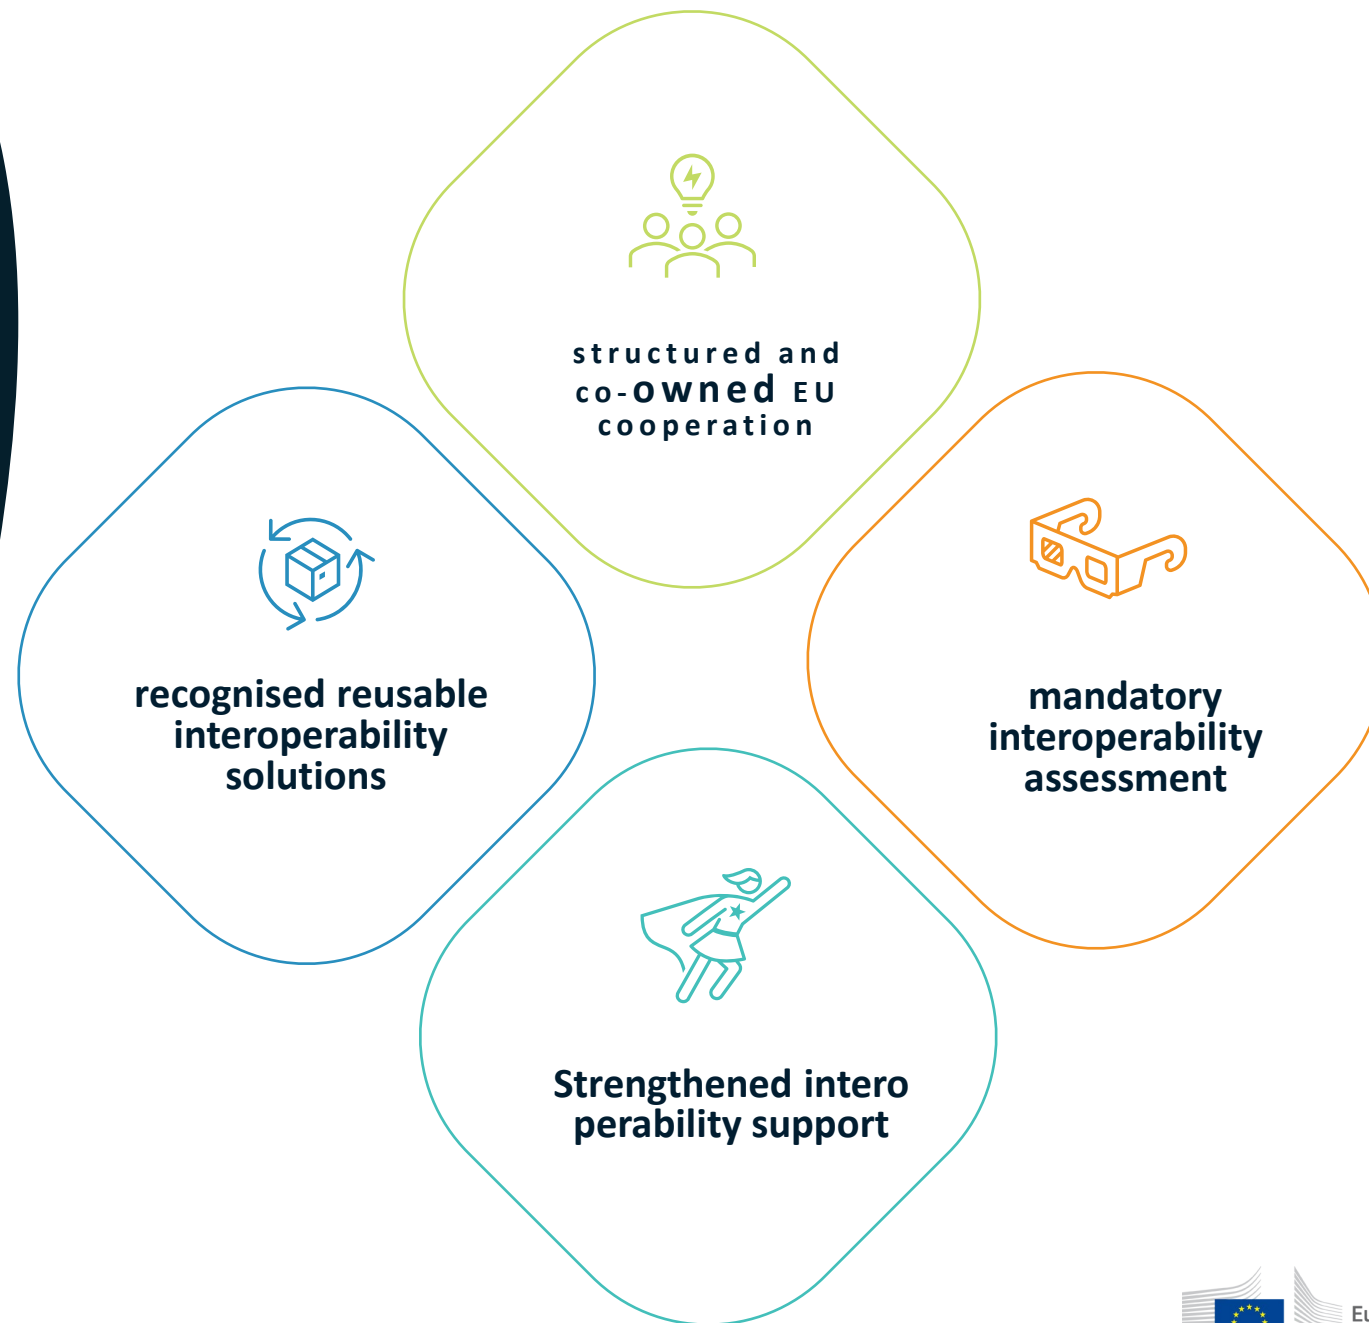 structured and
co-owned EU
cooperation
recognised reusable
interoperability
solutions
mandatory
interoperability
assessment
Strengthened intero
perability support